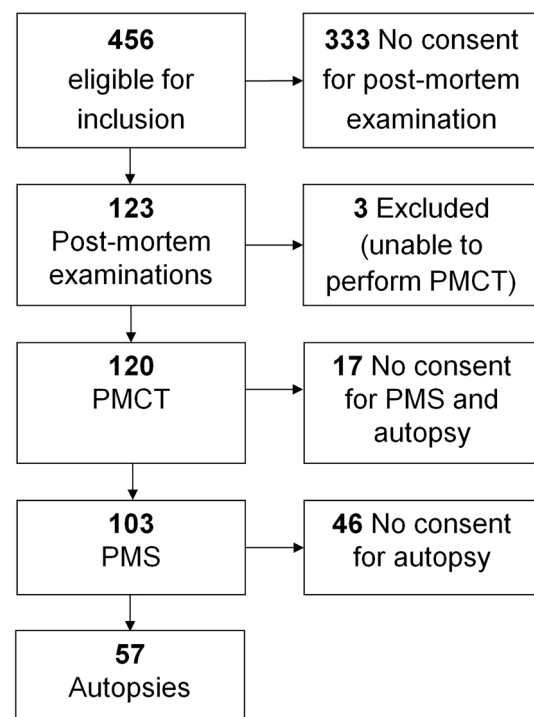 456
eligible for
inclusion
333 No consent
for post-mortem
examination
123
Post-mortem
examinations
3 Excluded
(unable to
perform PMCT)
120
PMCT
17 No consent
for PMS and
autopsy
103
PMS
46 No consent
for autopsy
57
Autopsies